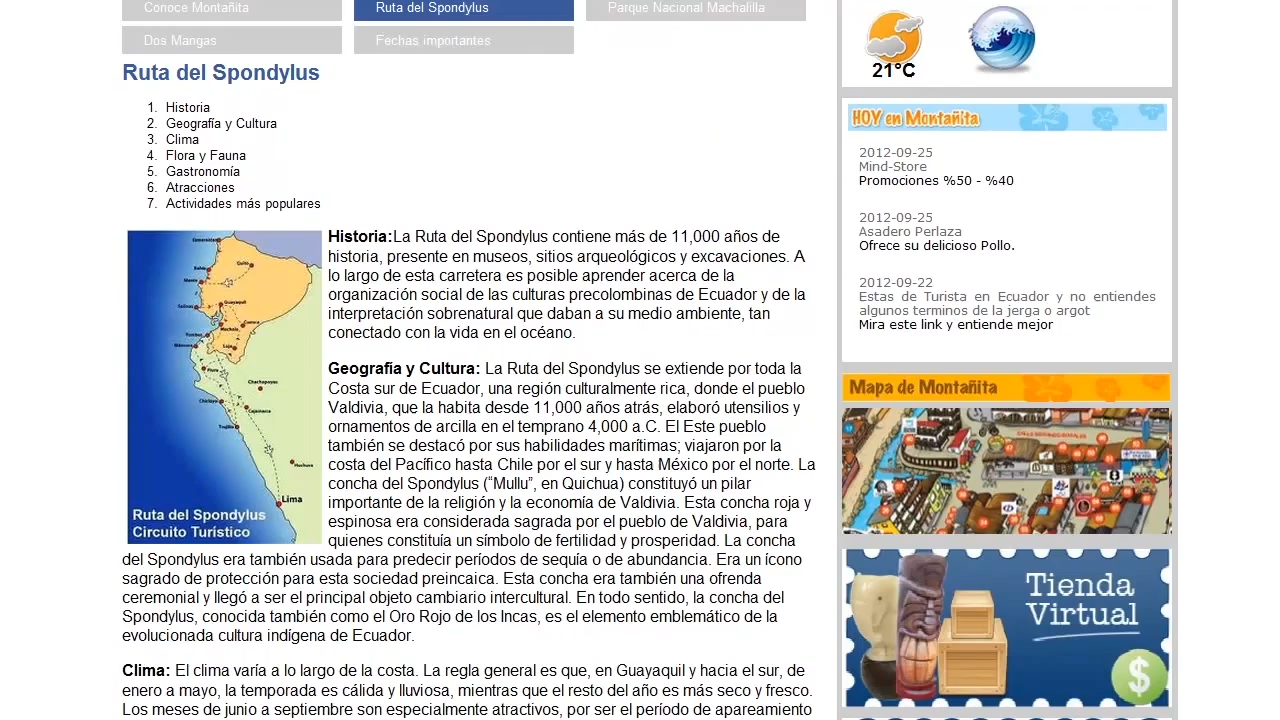 Conoce Montañita
Ruta del Spondylus
Parque Nacional Machalilla
Dos Mangas
Fechas importantes
Ruta del Spondylus
1. Historia
2. Geografía y Cultura
3. Clima
4. Flora y Fauna
5. Gastronomía
6. Atracciones
7. Actividades más populares
Esmeraldas
Quito
Bahía
Manta
Salinas
Guayaquil
Cuenca
Machala
Loja
Tumbes
Máncora
Piura
Chachapoyas
Chiclayo
Cajamarca
Trujillo
Huánuco
Lima
Ruta del Spondylus
Circuito Turístico
Historia:La Ruta del Spondylus contiene más de 11,000 años de
historia, presente en museos, sitios arqueológicos y excavaciones. A
lo largo de esta carretera es posible aprender acerca de la
organización social de las culturas precolombinas de Ecuador y de la
interpretación sobrenatural que daban a su medio ambiente, tan
conectado con la vida en el océano.
Geografía y Cultura: La Ruta del Spondylus se extiende por toda la
Costa sur de Ecuador, una región culturalmente rica, donde el pueblo
Valdivia, que la habita desde 11,000 años atrás, elaboró utensilios y
ornamentos de arcilla en el temprano 4,000 a.C. El Este pueblo
también se destacó por sus habilidades marítimas; viajaron por la
costa del Pacífico hasta Chile por el sur y hasta México por el norte. La
concha del Spondylus (“Mullu”, en Quichua) constituyó un pilar
importante de la religión y la economía de Valdivia. Esta concha roja y
espinosa era considerada sagrada por el pueblo de Valdivia, para
quienes constituía un símbolo de fertilidad y prosperidad. La concha
del Spondylus era también usada para predecir períodos de sequía o de abundancia. Era un ícono
sagrado de protección para esta sociedad preincaica. Esta concha era también una ofrenda
ceremonial y llegó a ser el principal objeto cambiario intercultural. En todo sentido, la concha del
Spondylus, conocida también como el Oro Rojo de los Incas, es el elemento emblemático de la
evolucionada cultura indígena de Ecuador.
Clima: El clima varía a lo largo de la costa. La regla general es que, en Guayaquil y hacia el sur, de
enero a mayo, la temporada es cálida y lluviosa, mientras que el resto del año es más seco y fresco.
Los meses de junio a septiembre son especialmente atractivos, por ser el período de apareamiento
21°C
HOY en Montañita
2012-09-25
Mind-Store
Promociones %50 - %40
2012-09-25
Asadero Perlaza
Ofrece su delicioso Pollo.
2012-09-22
Estas de Turista en Ecuador y no entiendes
algunos terminos de la jerga o argot
Mira este link y entiende mejor
Mapa de Montañita
Tienda
Virtual
$